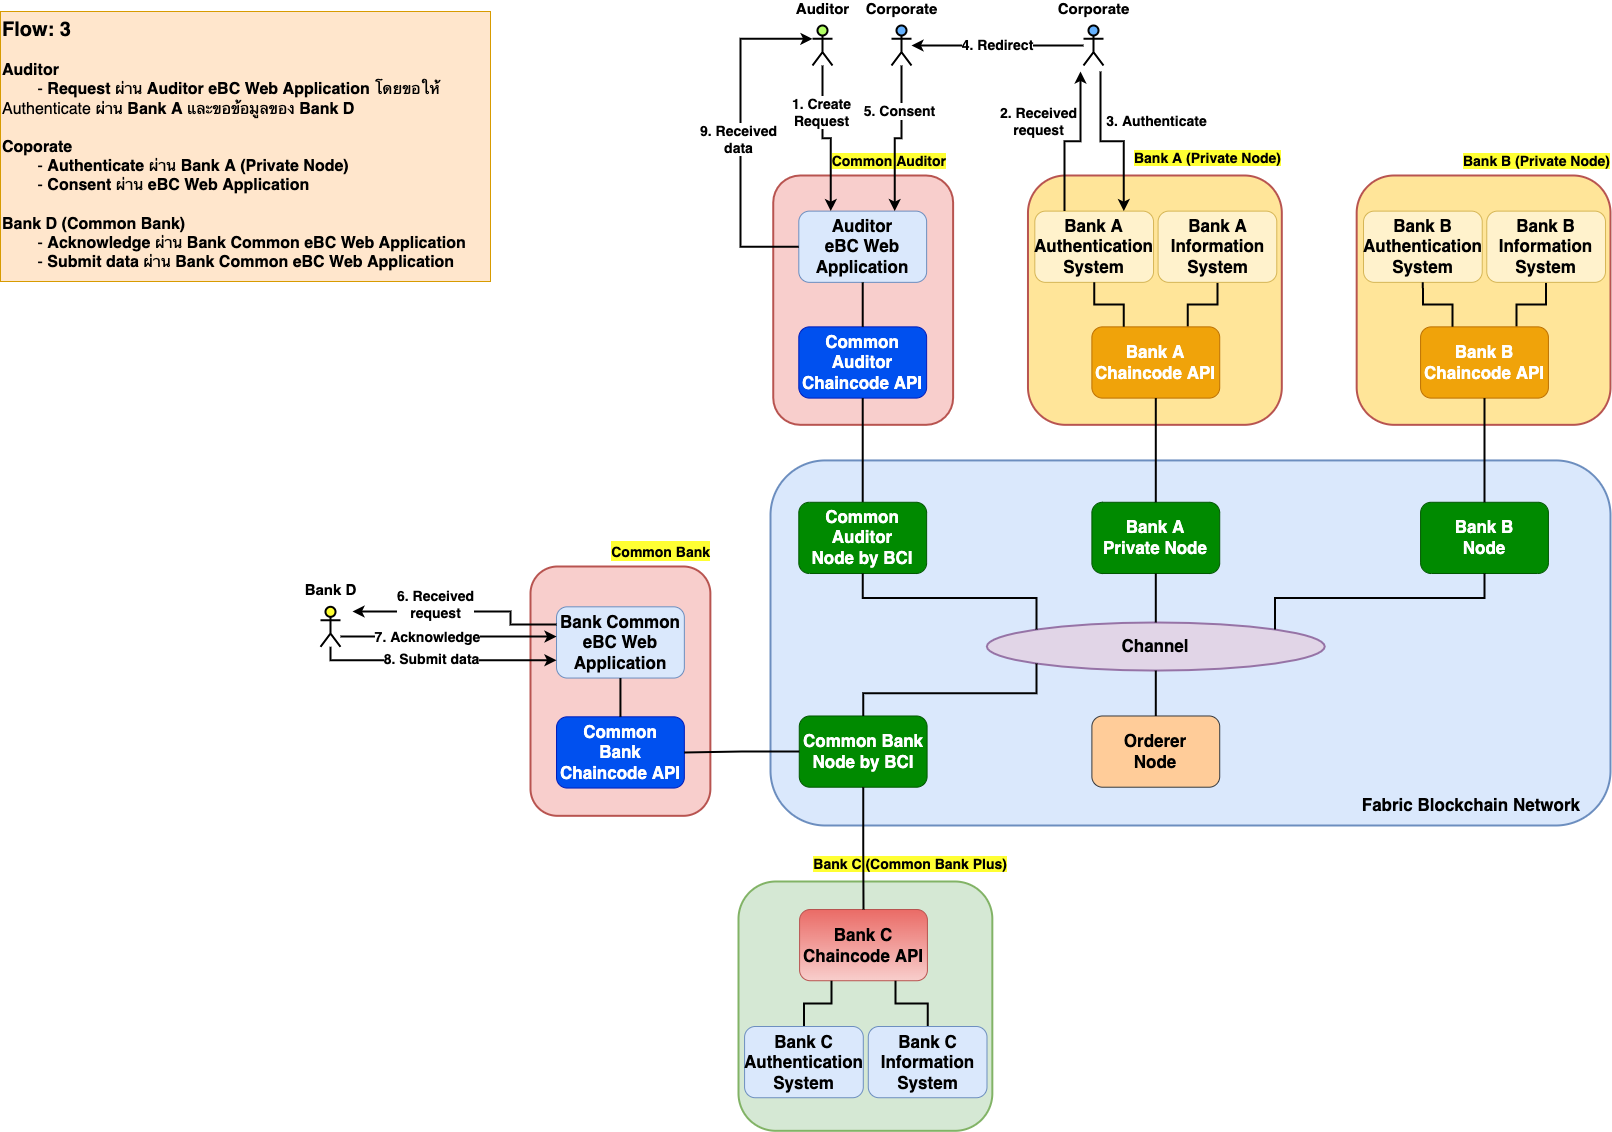 Flow: 3
Auditor
- Request ผ่าน Auditor eBC Web Application โดยขอให้
Authenticate ผ่าน Bank A และขอข้อมูลของ Bank D
Coporate
- Authenticate ผ่าน Bank A (Private Node)
- Consent ผ่าน eBC Web Application
Bank D (Common Bank)
- Acknowledge ผ่าน Bank Common eBC Web Application
- Submit data ผ่าน Bank Common eBC Web Application
Auditor
Corporate
Corporate
4. Redirect
1. Create
Request
5. Consent
2. Received
request
3. Authenticate
9. Received
data
Common Auditor
Bank A (Private Node)
Bank B (Private Node)
Auditor
eBC Web
Application
Bank A
Authentication
System
Bank A
Information
System
Bank B
Authentication
System
Bank B
Information
System
Common
Auditor
Chaincode API
Bank A
Chaincode API
Bank B
Chaincode API
Common
Auditor
Node by BCI
Bank A
Private Node
Bank B
Node
Common Bank
Bank D
6. Received
request
7. Acknowledge
8. Submit data
Bank Common
eBC Web
Application
Channel
Common
Bank
Chaincode API
Common Bank
Node by BCI
Orderer
Node
Fabric Blockchain Network
Bank C (Common Bank Plus)
Bank C
Chaincode API
Bank C
Authentication
System
Bank C
Information
System